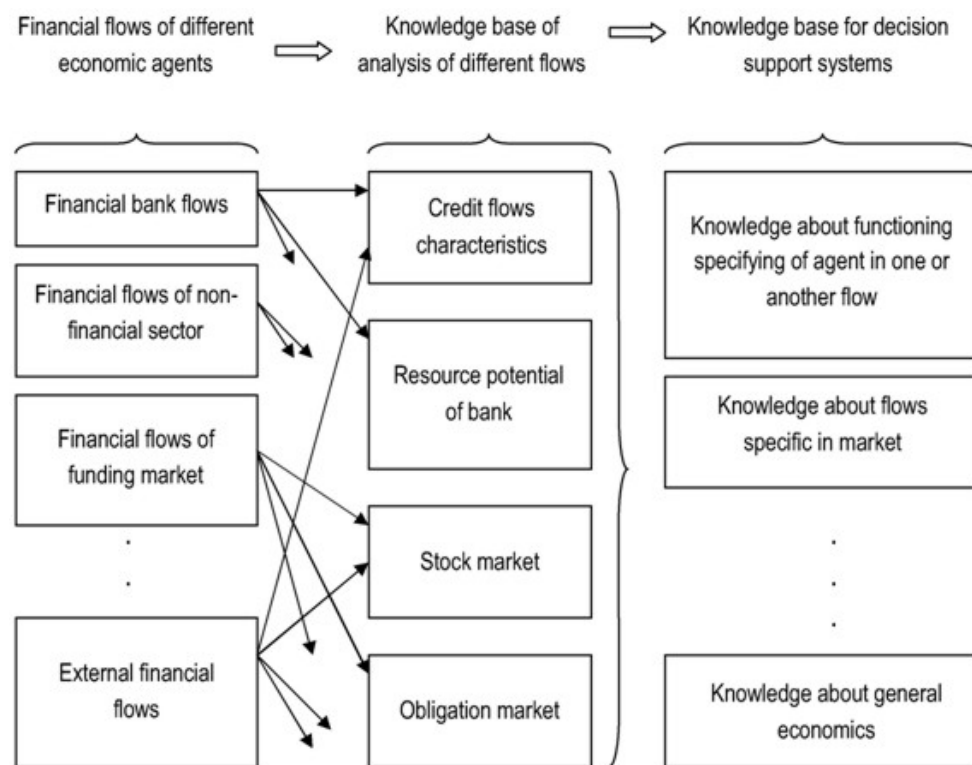 Financial flows of different
economic agents
Knowledge base of
analysis of different flows
Knowledge base for decision
support systems
Financial bank flows
Financial flows of non-
financial sector
Financial flows of
funding market
.
.
External financial
flows
Credit flows
characteristics
Resource potential
of bank
Stock market
Obligation market
Knowledge about functioning
specifying of agent in one or
another flow
Knowledge about flows
specific in market
.
.
.
Knowledge about general
economics